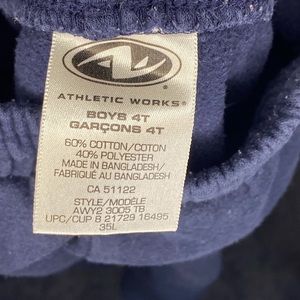 ATHLETIC WORKS®
BOYS 4T
GARÇONS 4T
60% COTTON/COTON
40% POLYESTER
MADE IN BANGLADESH/
FABRIQUÉ AU BANGLADESH
CA 51122
STYLE/MODÈLE
AWY2 3005 TB
UPC/CUP B 21729 16495
35L